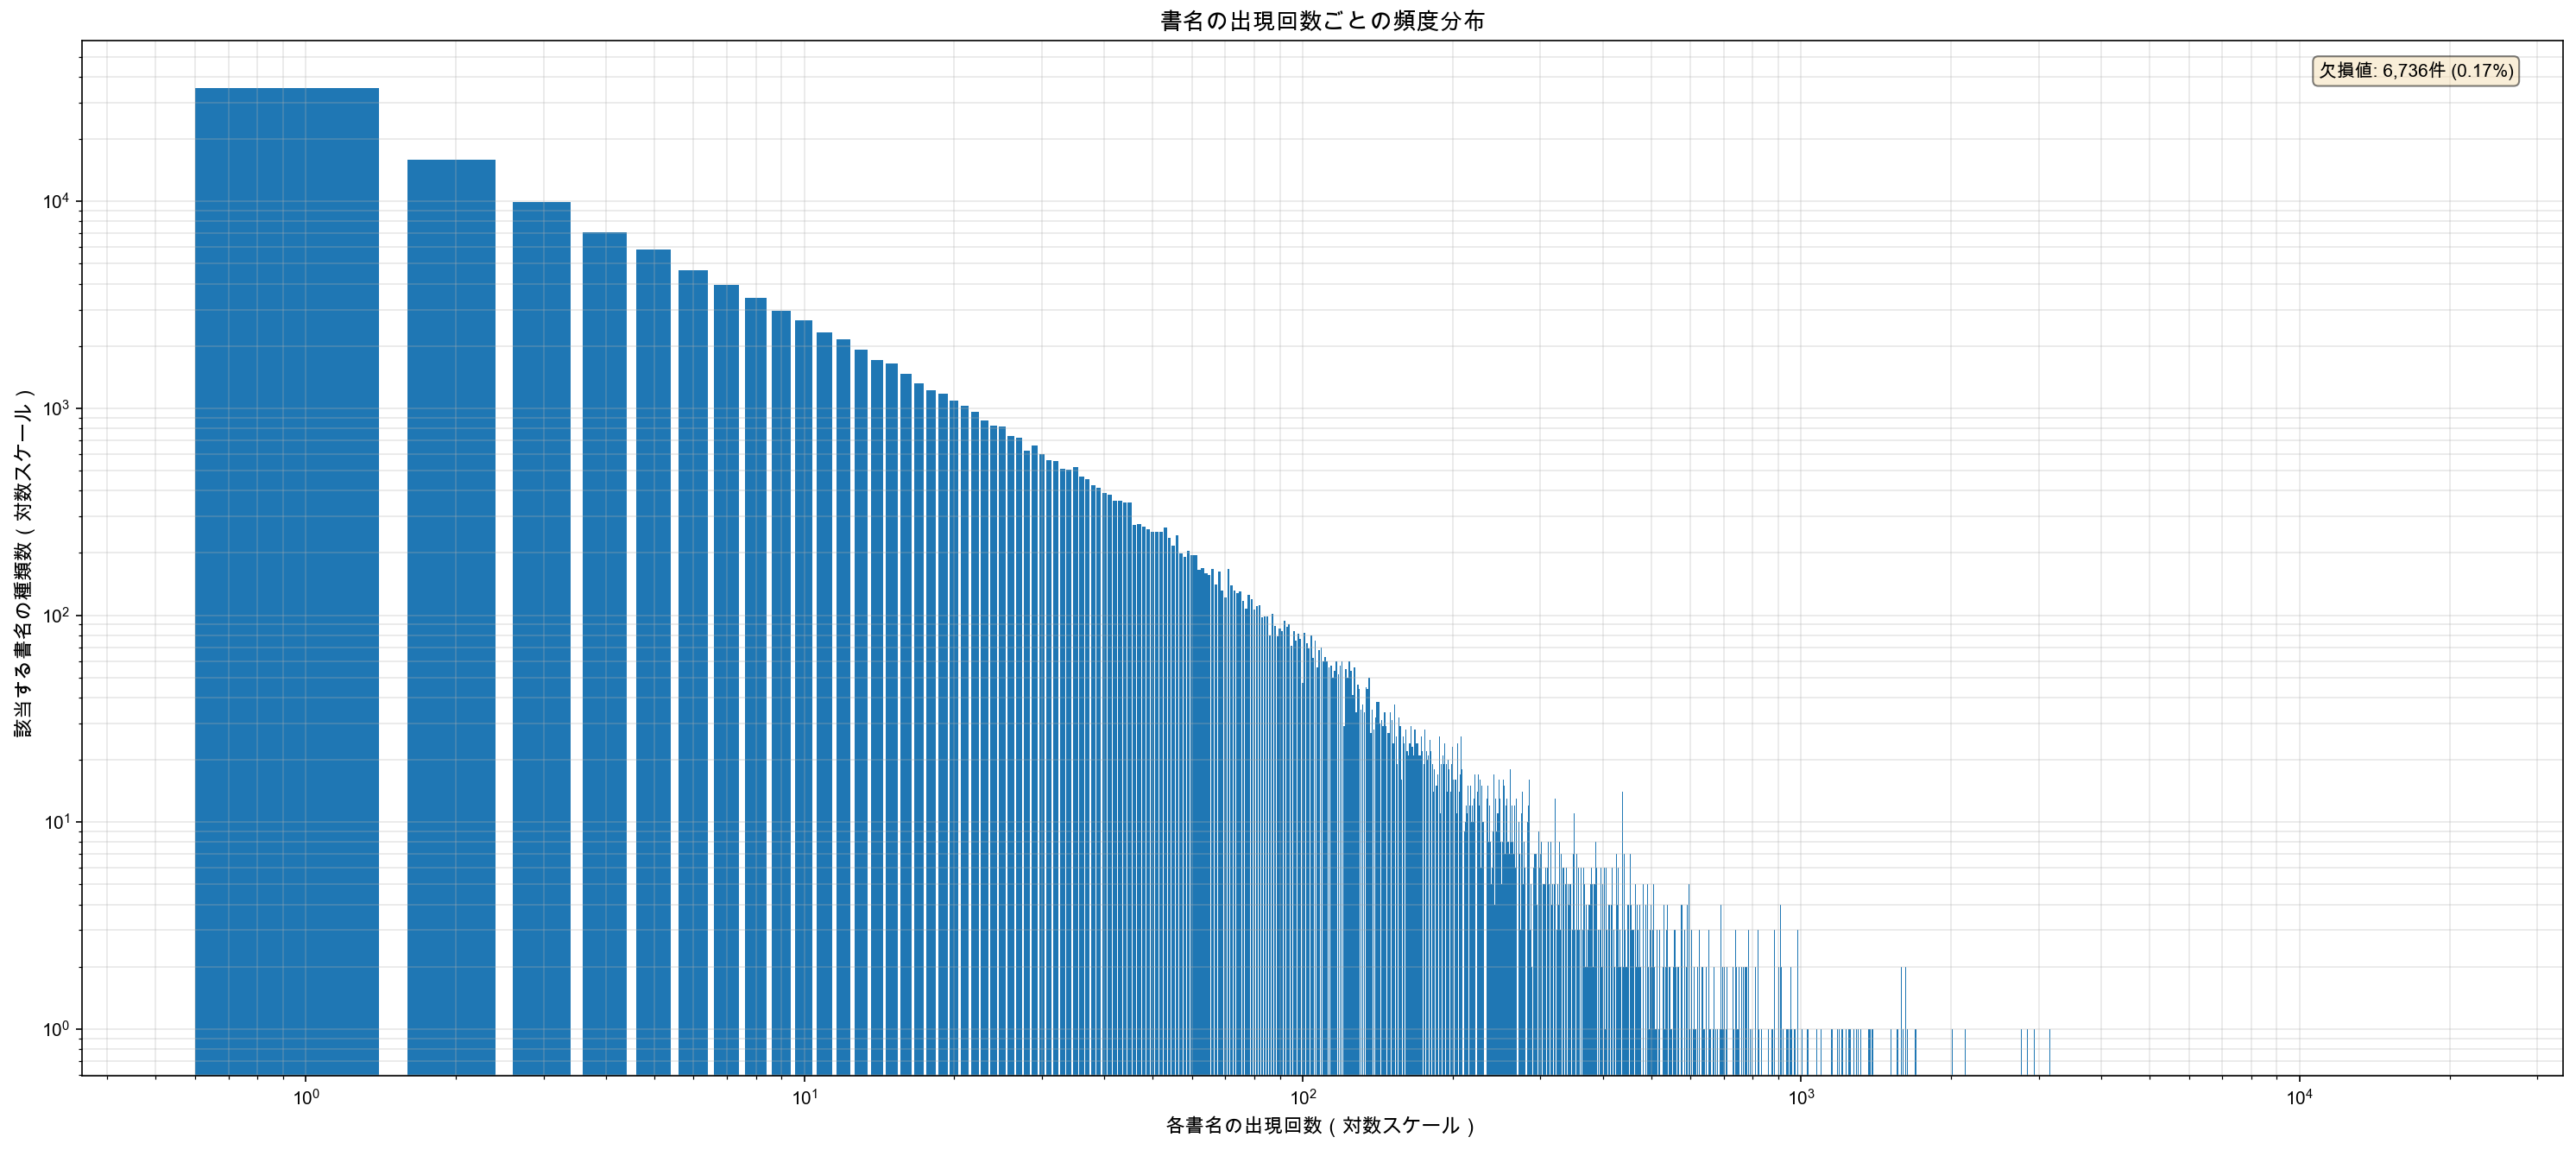 書名の出現回数ごとの頻度分布
欠損値: 6,736件 (0.17%)
該当する書名の種類数 ( 対数スケール )
10⁴
10³
10²
10¹
10⁰
10⁰ 10¹ 10² 10³ 10⁴
各書名の出現回数 ( 対数スケール )